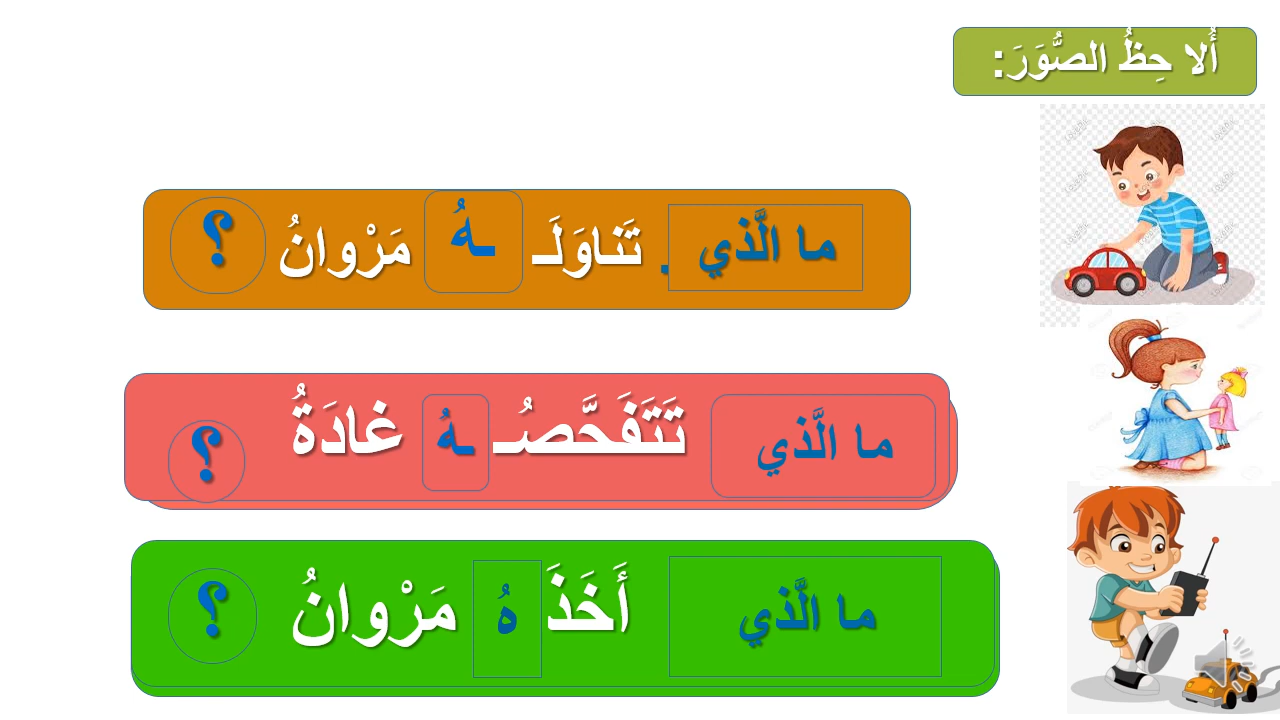 أُلا حِظُ الصُّوَرَ:
ما الَّذي . تَناوَلَـ ـهُ مَرْوانُ ؟
ما الَّذي تَتَفَحَّصُـ ـهُ غادَةُ ؟
ما الَّذي أَخَذَ هُ مَرْوانُ ؟